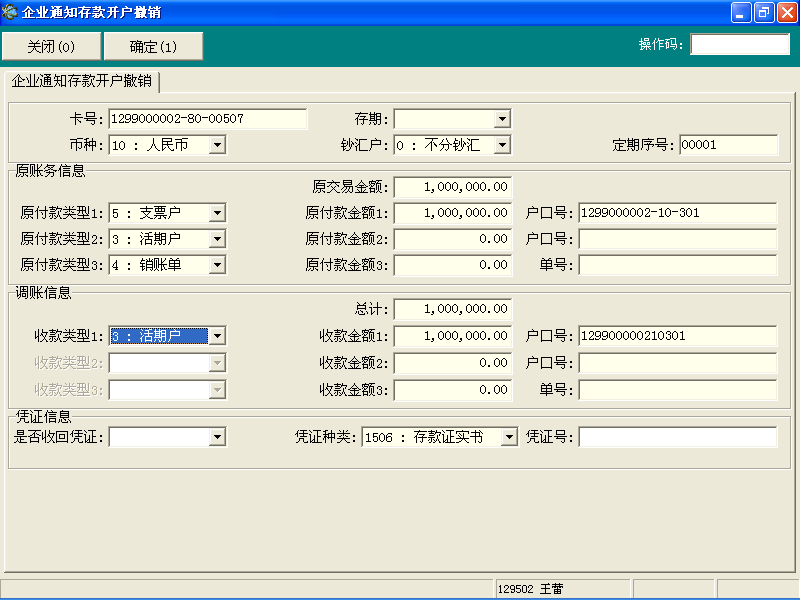 企业通知存款开户撤销
关闭(0) 确定(1) 操作码:
企业通知存款开户撤销
卡号: 1299000002-80-00507 存期:
币种: 10 : 人民币 钞汇户: 0 : 不分钞汇 定期序号: 00001
原账务信息
原交易金额: 1,000,000.00
原付款类型1: 5 : 支票户 原付款金额1: 1,000,000.00 户口号: 1299000002-10-301
原付款类型2: 3 : 活期户 原付款金额2: 0.00 户口号:
原付款类型3: 4 : 销账单 原付款金额3: 0.00 单号:
调账信息
总计: 1,000,000.00
收款类型1: 3 : 活期户 收款金额1: 1,000,000.00 户口号: 129900000210301
收款类型2: 收款金额2: 0.00 户口号:
收款类型3: 收款金额3: 0.00 单号:
凭证信息
是否收回凭证: 凭证种类: 1506 : 存款证实书 凭证号:
129502 王蕾